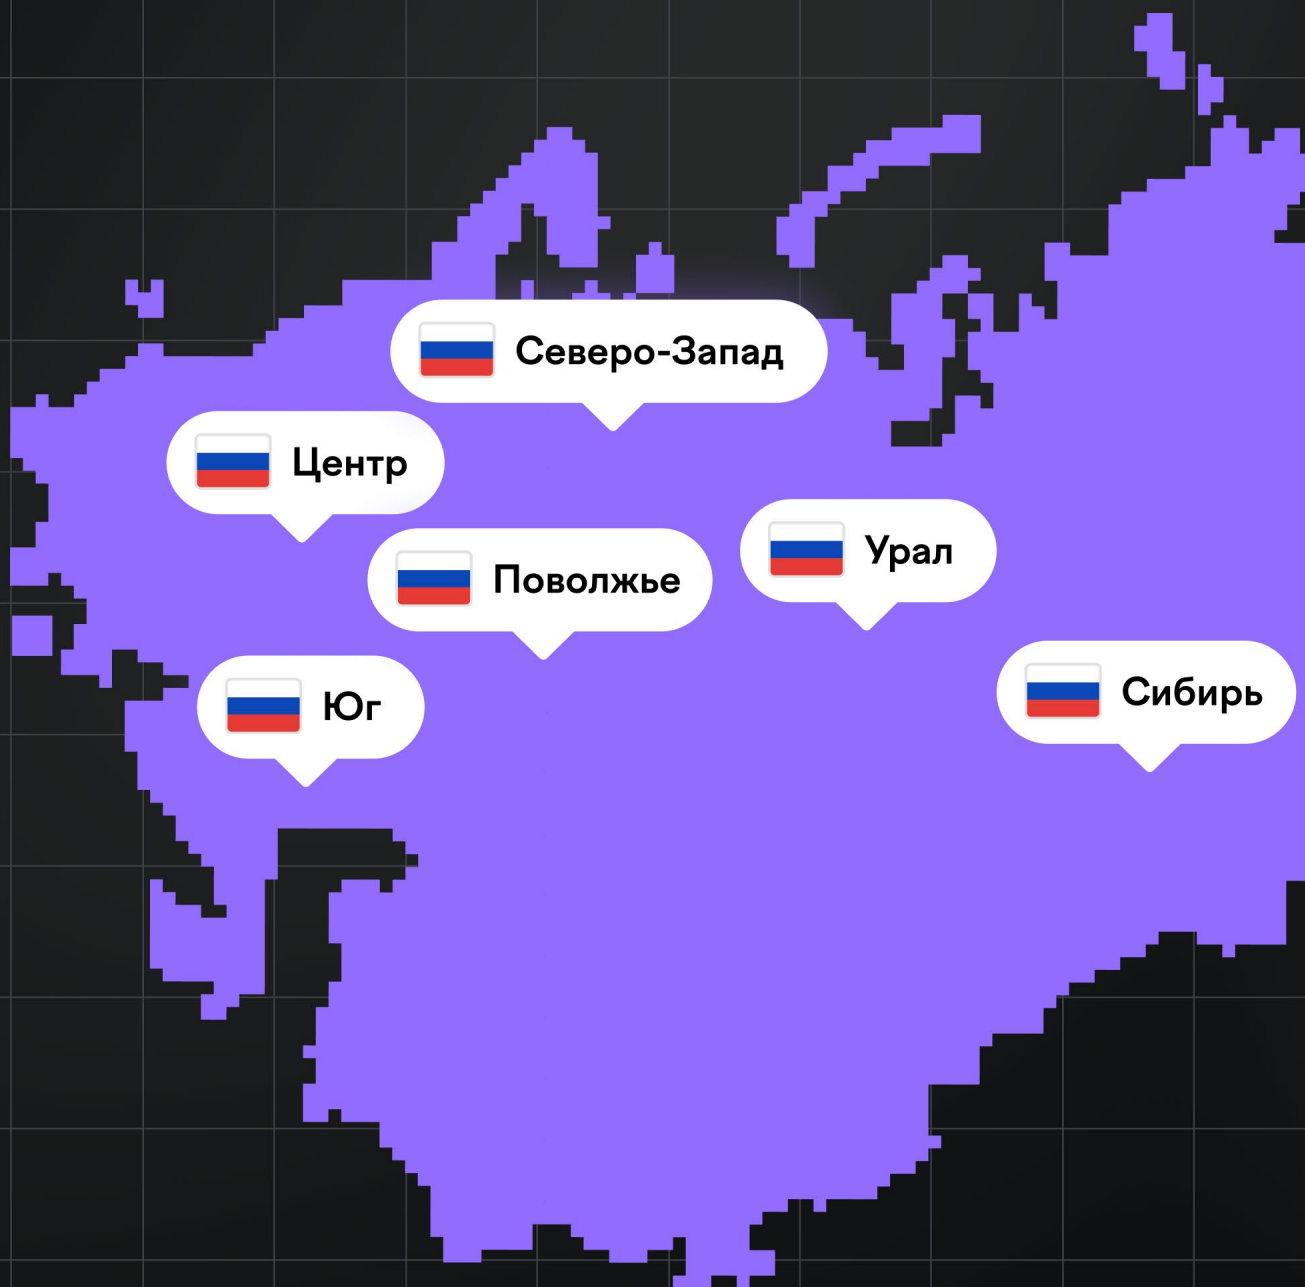 Северо-Запад
Центр
Урал
Поволжье
Сибирь
Юг